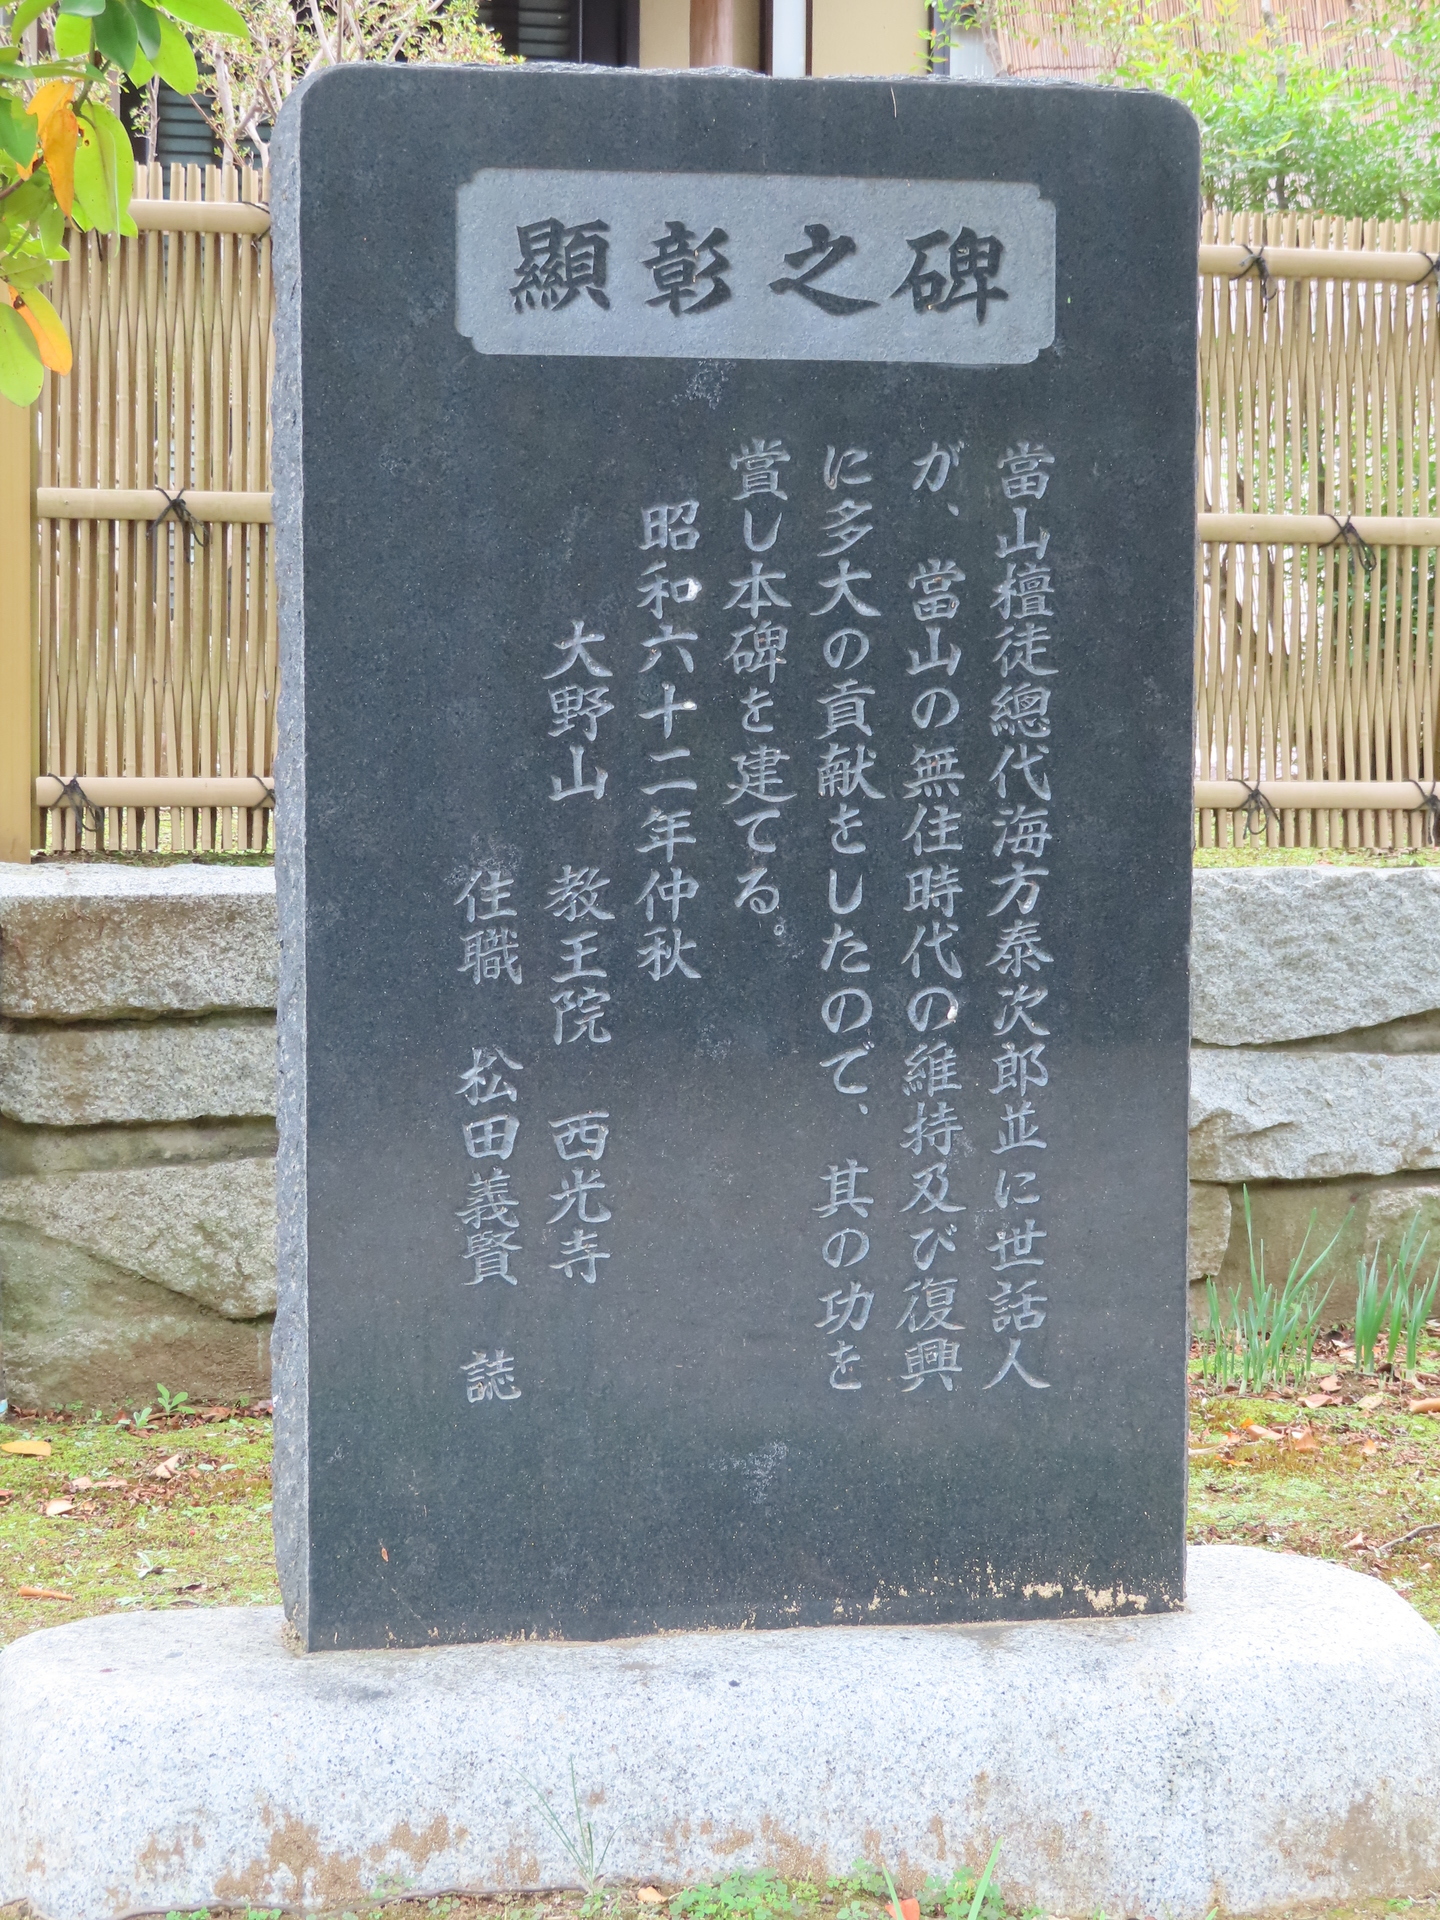 顯彰之碑
當山檀徒總代海方泰次郎並に世話人
が、當山の無住時代の維持及び復興
に多大の貢献をしたので、其の功を
賞し本碑を建てる。
昭和六十二年仲秋
大野山 教王院 西光寺
住職 松田義賢 誌